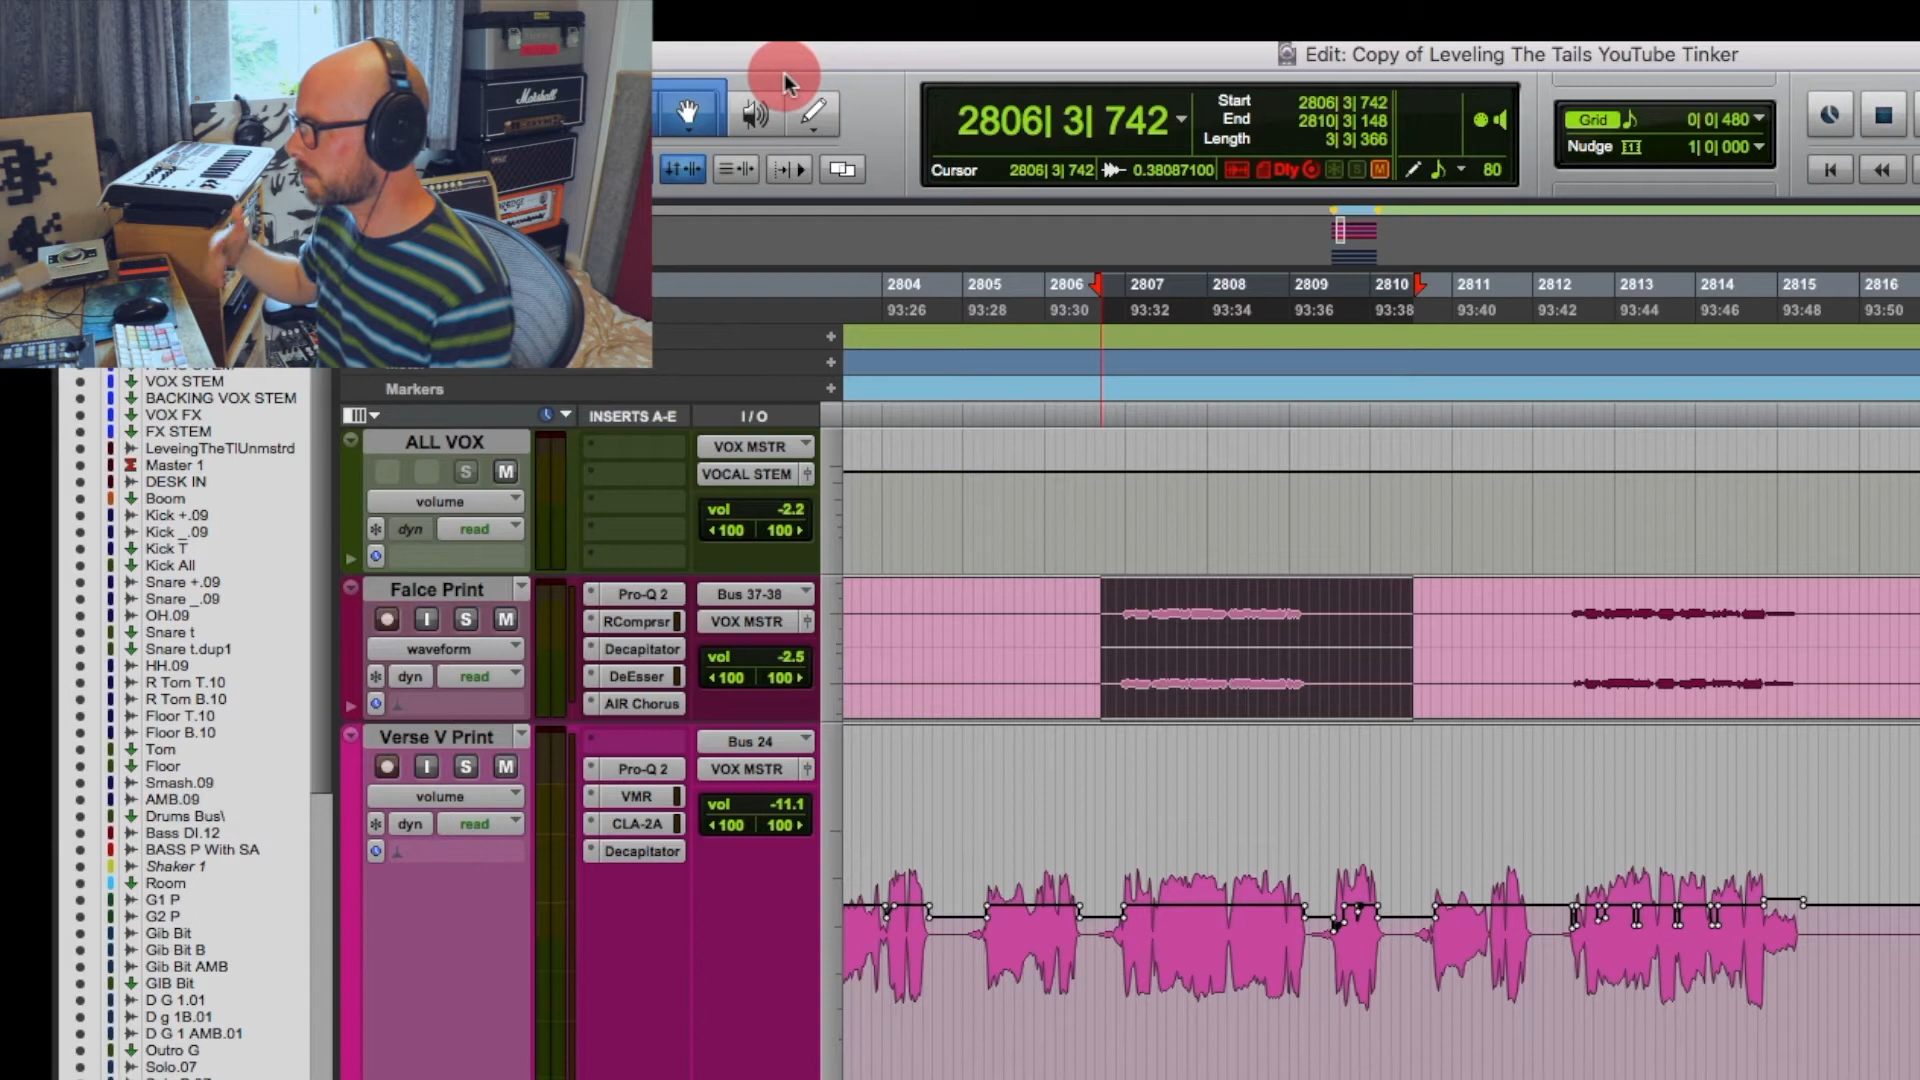 Edit: Copy of Leveling The Tails YouTube Tinker
Marshall
2806| 3| 742
Start 2806| 3| 742
End 2810| 3| 148
Length 3| 3| 366
Cursor 2806| 3| 742 0.38087100 Dly S M 80
Grid 0| 0| 480
Nudge 1| 0| 000
2804 2805 2806 2807 2808 2809 2810 2811 2812 2813 2814 2815 2816
93:26 93:28 93:30 93:32 93:34 93:36 93:38 93:40 93:42 93:44 93:46 93:48 93:50
Markers
INSERTS A-E I / O
VOX STEM
BACKING VOX STEM
VOX FX
FX STEM
LeveingTheTlUnmstrd
Master 1
DESK IN
Boom
Kick +.09
Kick _.09
Kick T
Kick All
Snare +.09
Snare _.09
OH.09
Snare t
Snare t.dup1
HH.09
R Tom T.10
R Tom B.10
Floor T.10
Floor B.10
Tom
Floor
Smash.09
AMB.09
Drums Bus\
Bass DI.12
BASS P With SA
Shaker 1
Room
G1 P
G2 P
Gib Bit
Gib Bit B
Gib Bit AMB
GIB Bit
D G 1.01
D g 1B.01
D G 1 AMB.01
Outro G
Solo.07
ALL VOX
S M
volume
dyn read
VOX MSTR
VOCAL STEM
vol -2.2
100 100
Falce Print
I S M
waveform
dyn read
Pro-Q 2
RComprsr
Decapitator
DeEsser
AIR Chorus
Bus 37-38
VOX MSTR
vol -2.5
100 100
Verse V Print
I S M
volume
dyn read
Pro-Q 2
VMR
CLA-2A
Decapitator
Bus 24
VOX MSTR
vol -11.1
100 100